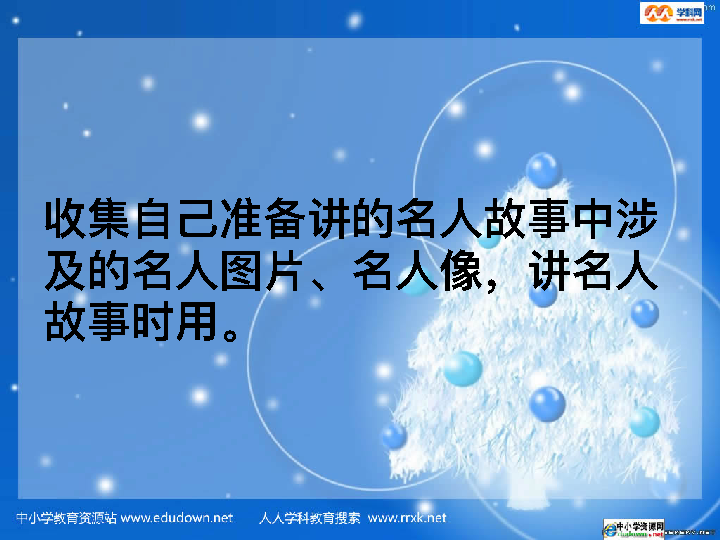 学科网
收集自己准备讲的名人故事中涉
及的名人图片、名人像，讲名人
故事时用。
中小学教育资源站 www.edudown.net 人人学科教育搜索 www.rrxk.net
中小学资源网